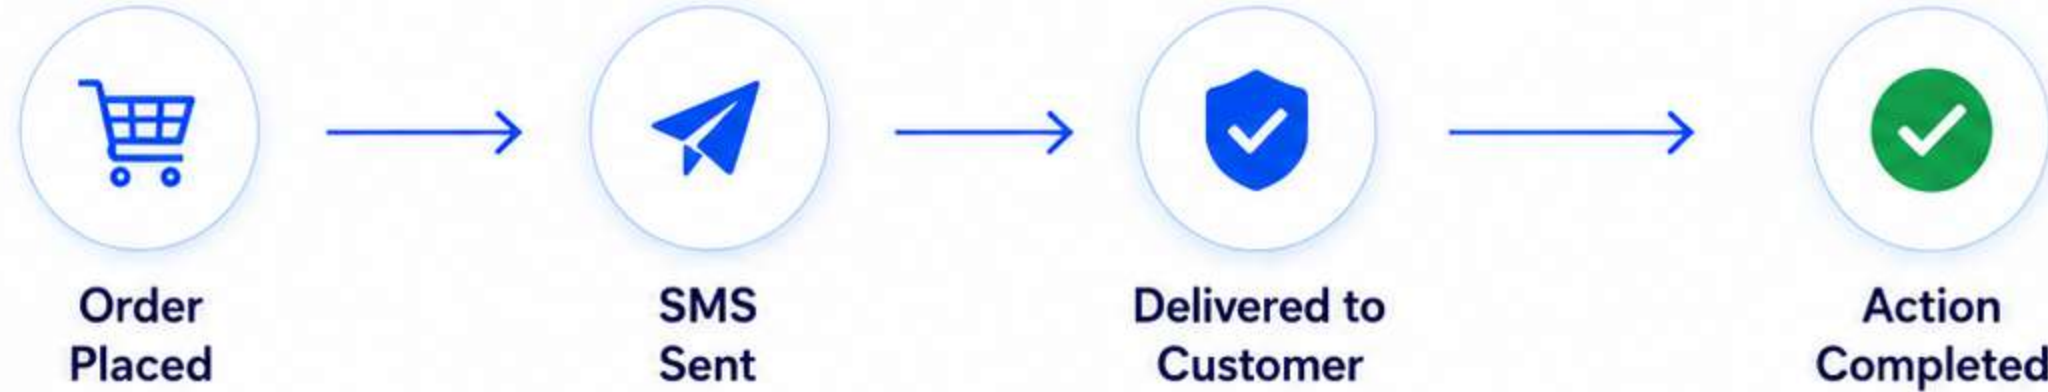 Order
Placed
SMS
Sent
Delivered to
Customer
Action
Completed